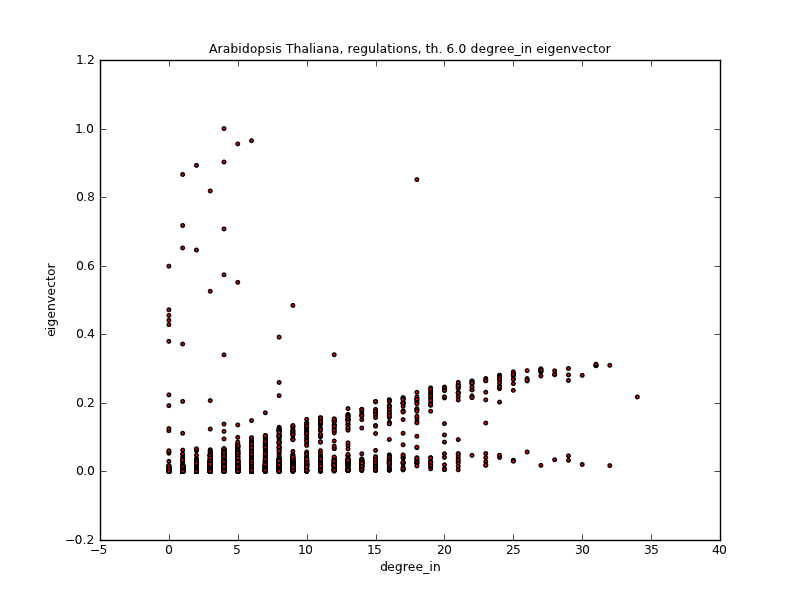 Arabidopsis Thaliana, regulations, th. 6.0 degree_in eigenvector
1.2
1.0
0.8
0.6
0.4
0.2
0.0
−0.2
eigenvector
−5 0 5 10 15 20 25 30 35 40
degree_in